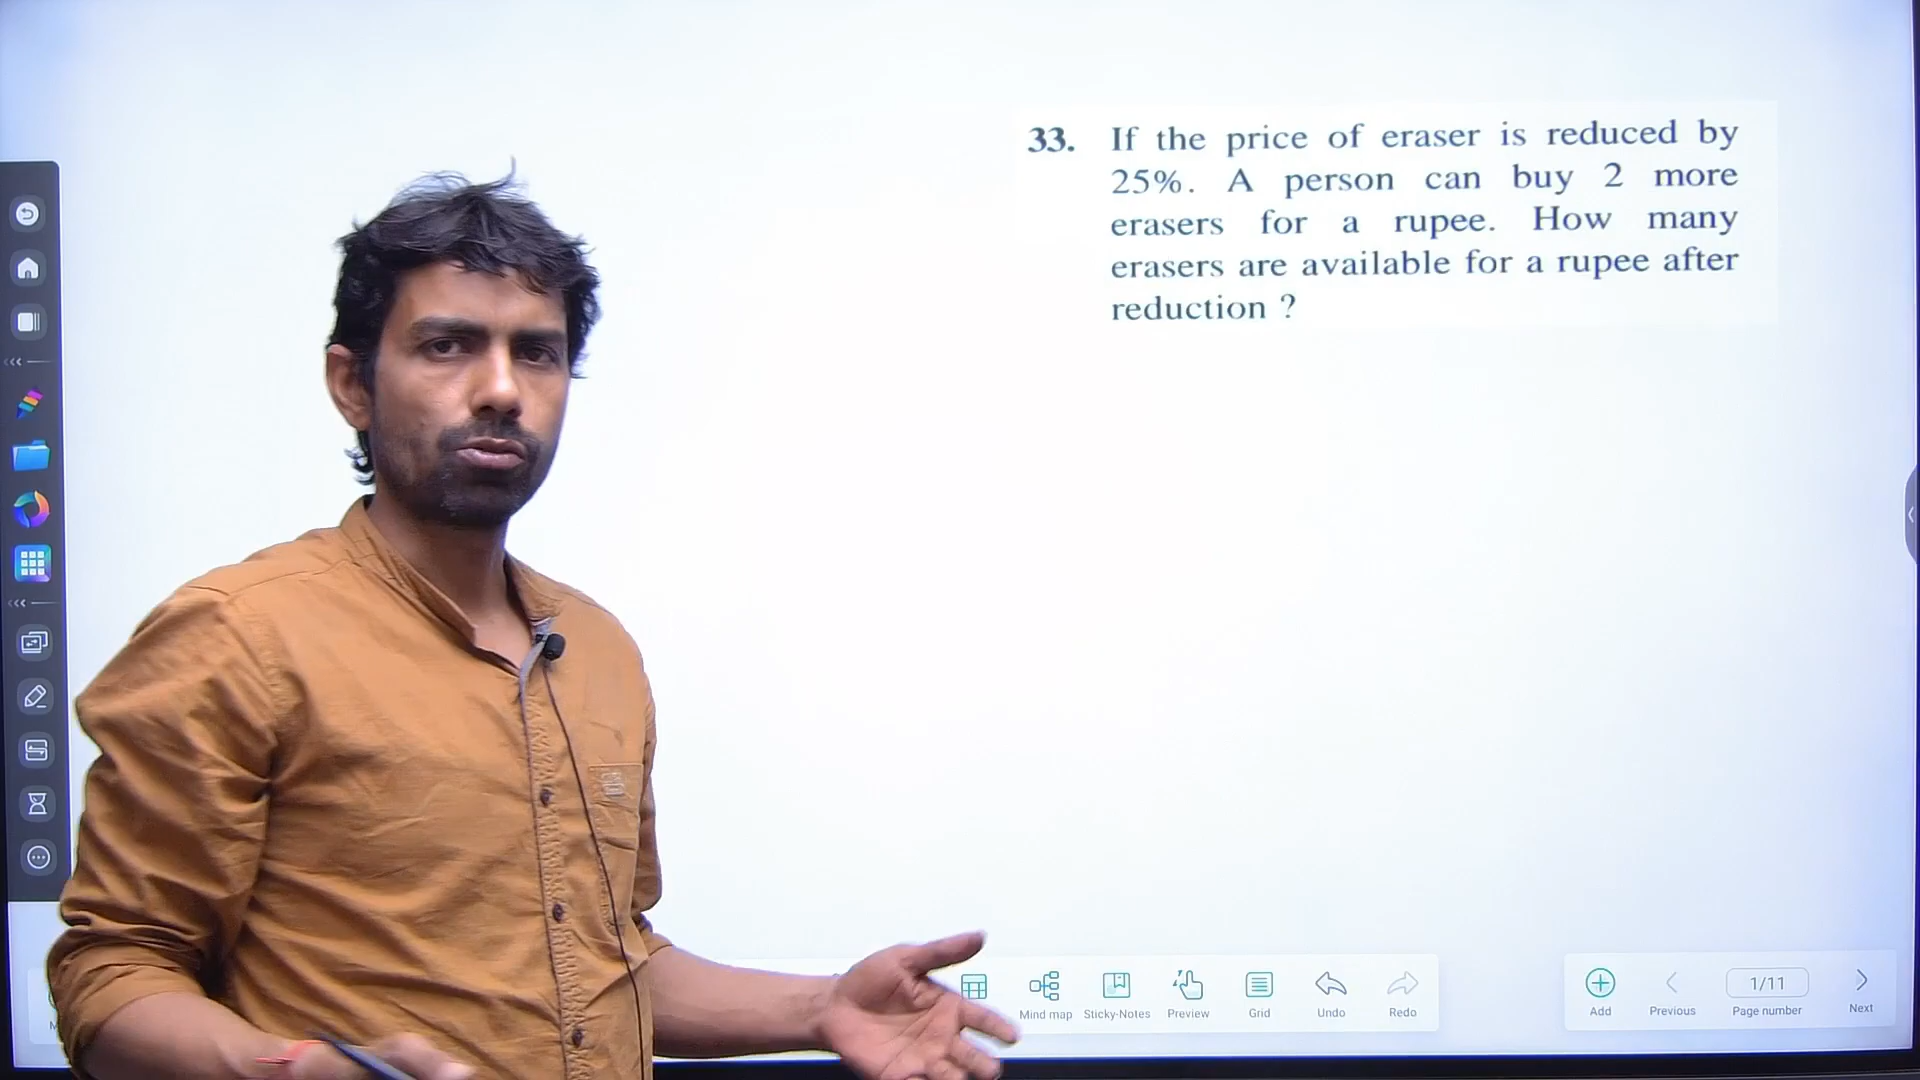 33. If the price of eraser is reduced by
25%. A person can buy 2 more
erasers for a rupee. How many
erasers are available for a rupee after
reduction ?
Mind map
Sticky-Notes
Preview
Grid
Undo
Redo
Add
Previous
1/11
Page number
Next